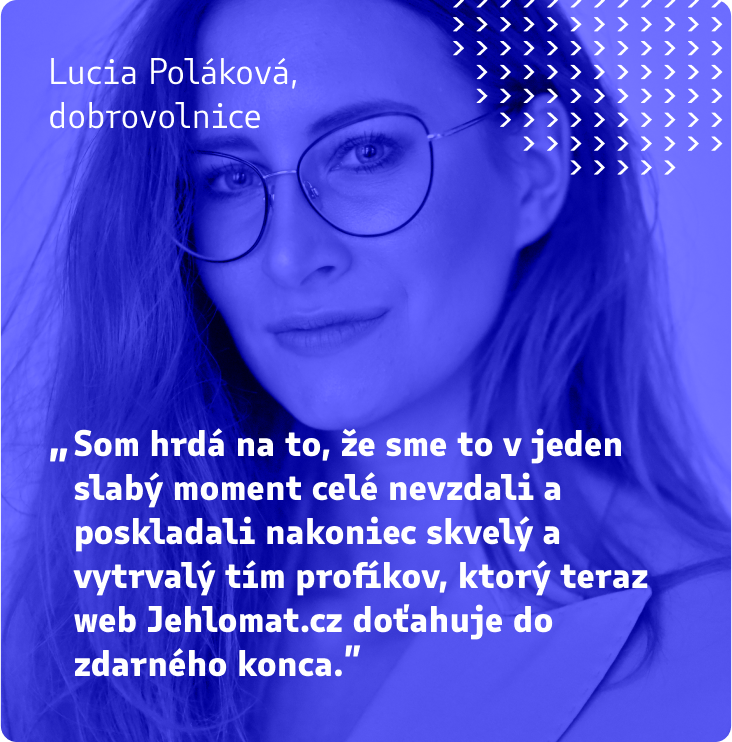 Lucia Poláková,
dobrovolnice
„Som hrdá na to, že sme to v jeden
slabý moment celé nevzdali a
poskladali nakoniec skvelý a
vytrvalý tím profíkov, ktorý teraz
web Jehlomat.cz doťahuje do
zdarného konca.”